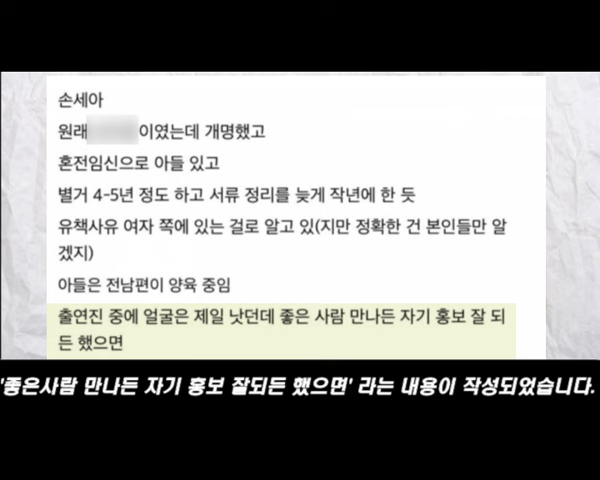 손세아
원래 이였는데 개명했고
혼전임신으로 아들 있고
별거 4-5년 정도 하고 서류 정리를 늦게 작년에 한 듯
유책사유 여자 쪽에 있는 걸로 알고 있(지만 정확한 건 본인들만 알
겠지)
아들은 전남편이 양육 중임
출연진 중에 얼굴은 제일 낫던데 좋은 사람 만나든 자기 홍보 잘 되
든 했으면
'좋은사람 만나든 자기 홍보 잘되든 했으면' 라는 내용이 작성되었습니다.